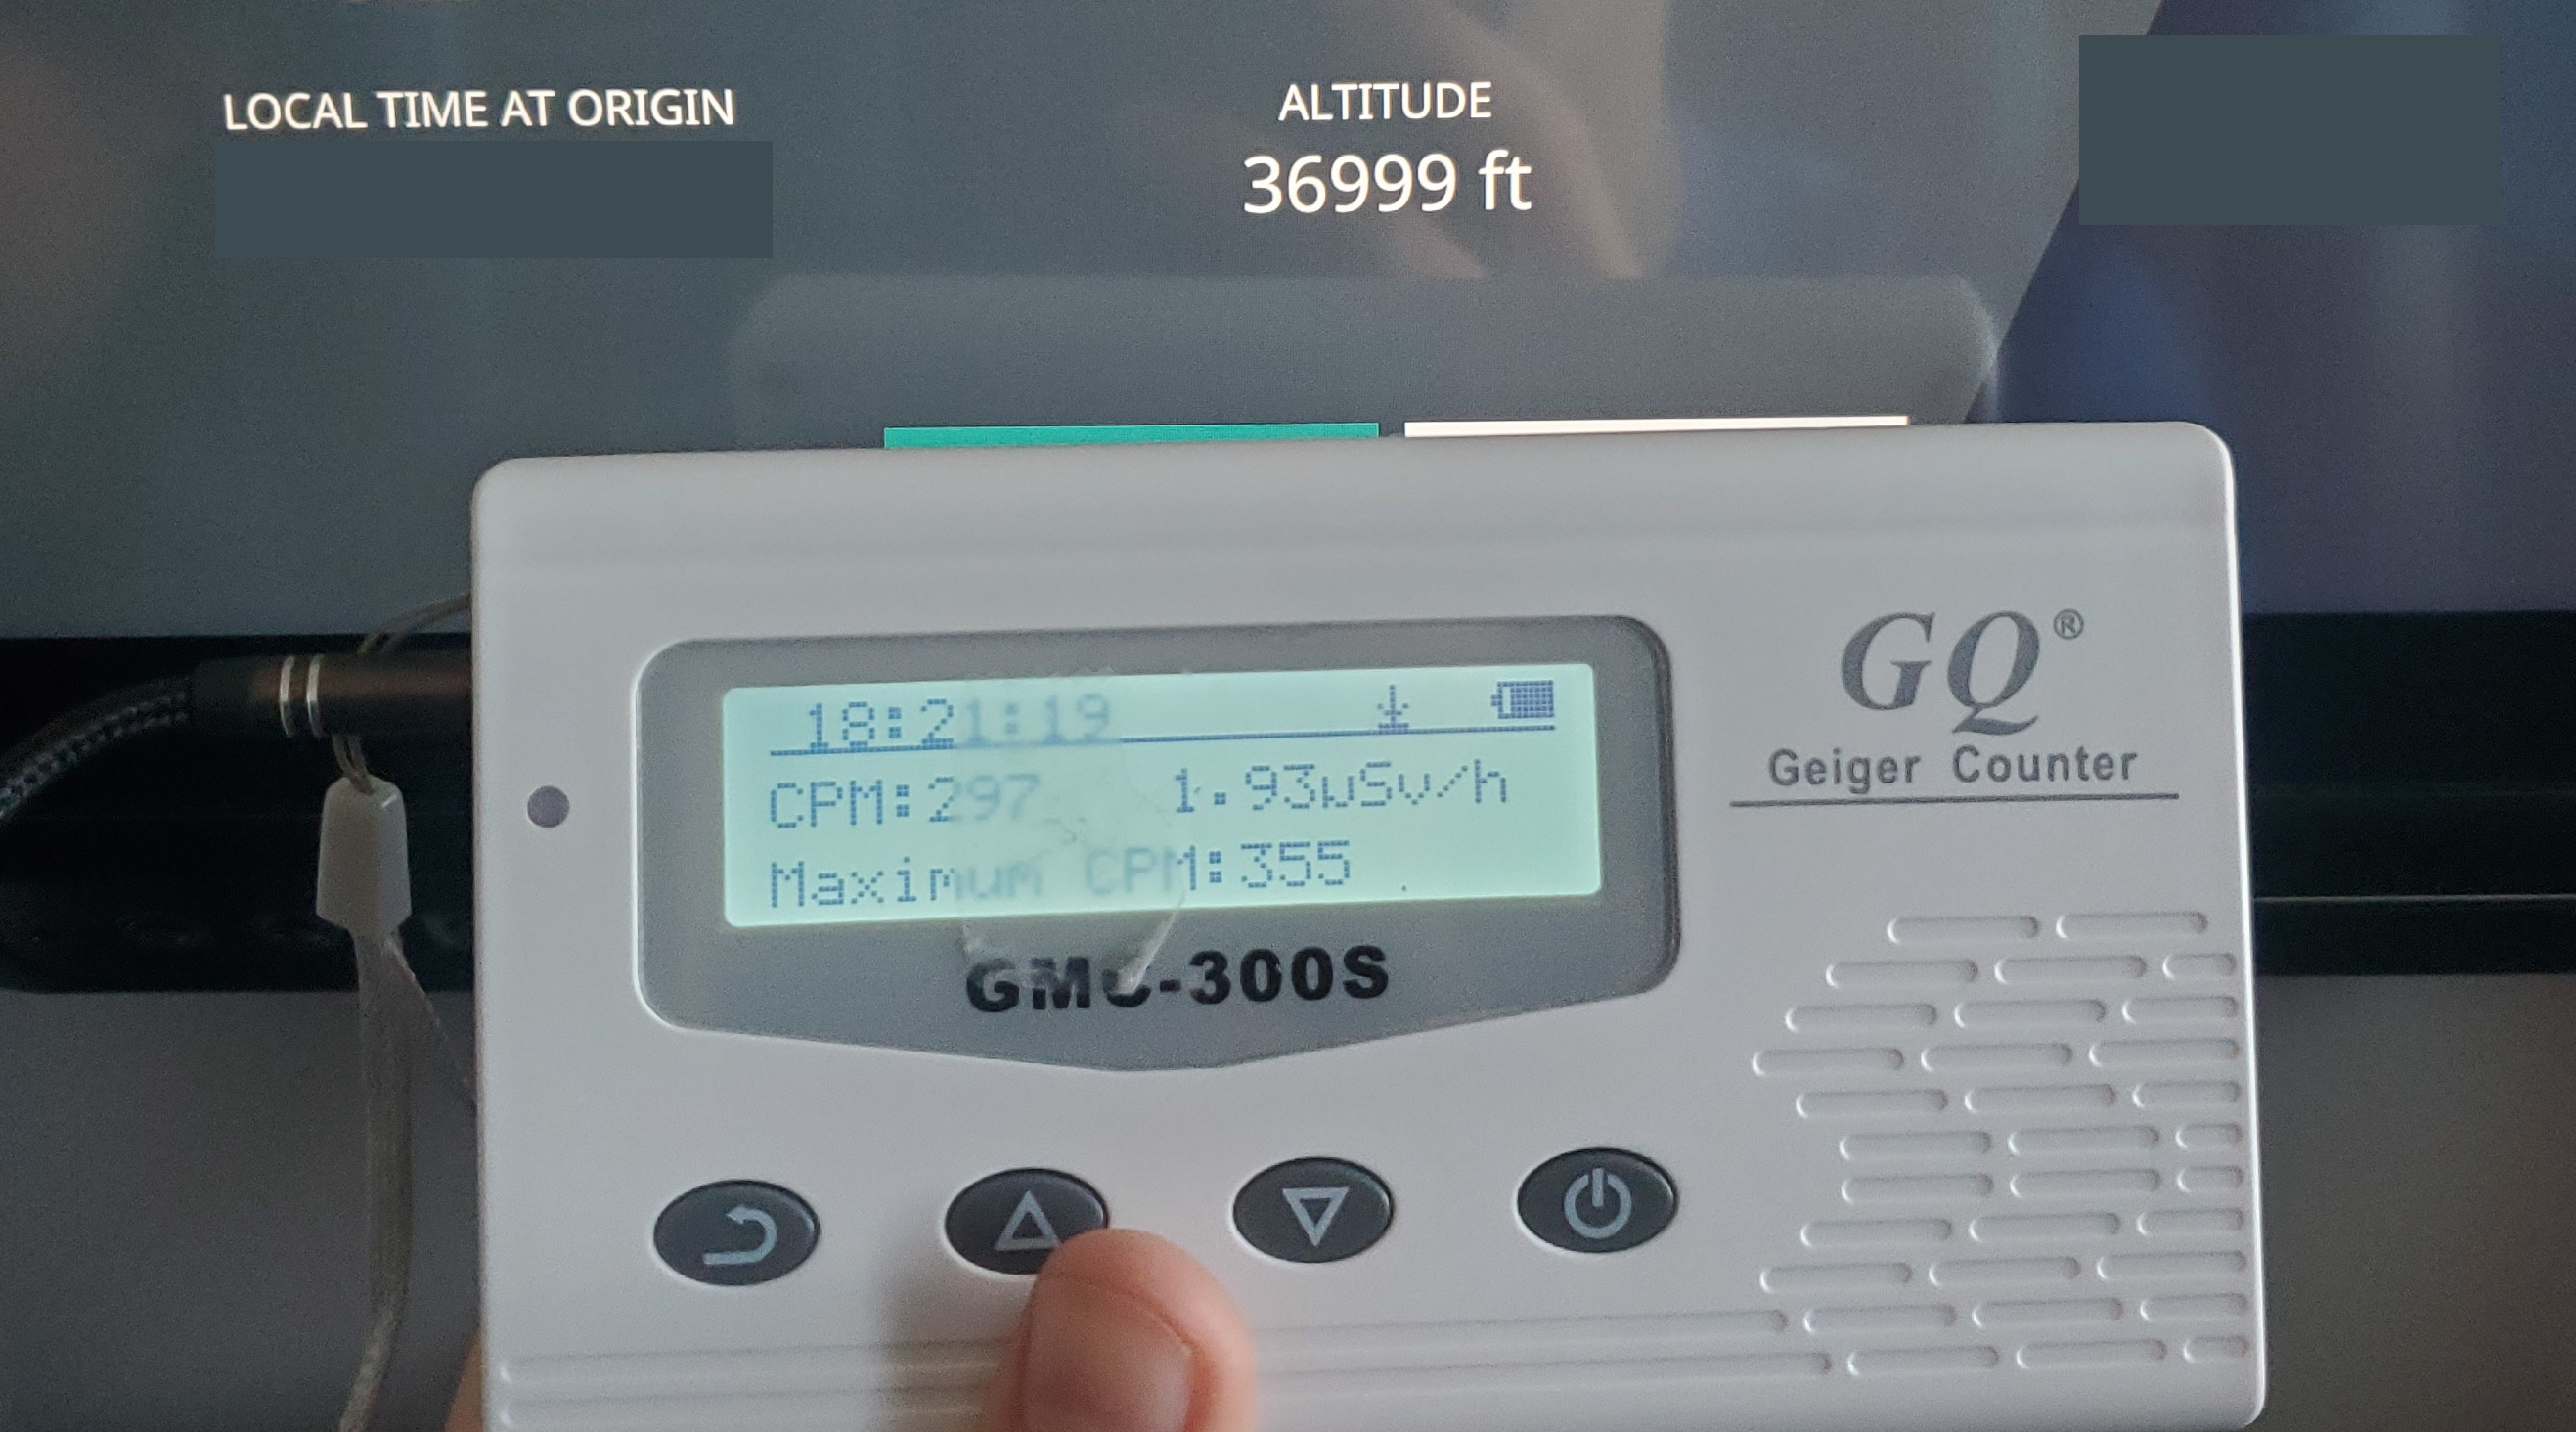 LOCAL TIME AT ORIGIN
ALTITUDE
36999 ft
GQ®
Geiger Counter
18:21:19
CPM:297 1.93µSv/h
Maximum CPM:355
GMC-300S